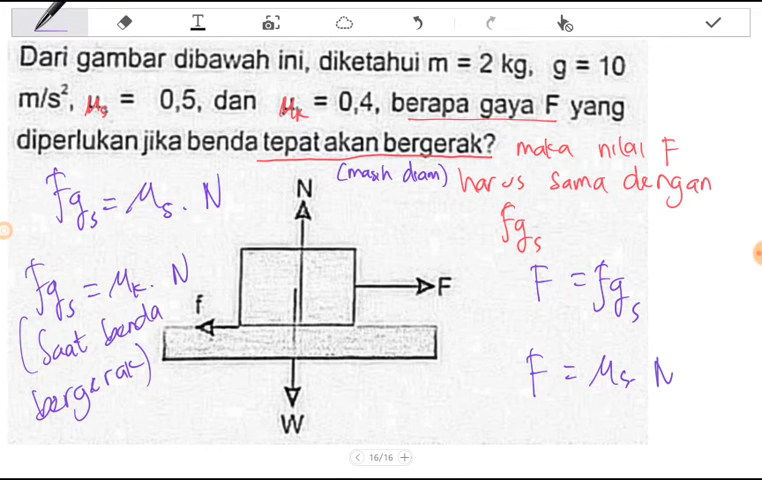 T
Dari gambar dibawah ini, diketahui m = 2 kg, g = 10
m/s², μs = 0,5, dan μk = 0,4, berapa gaya F yang
diperlukan jika benda tepat akan bergerak?
maka nilai F
(masih diam)
harus sama dengan
fgs
fgs = μs. N
fgs = μk. N
(Saat benda
bergerak)
N
F
f
W
F = fgs
F = μs N
16/16